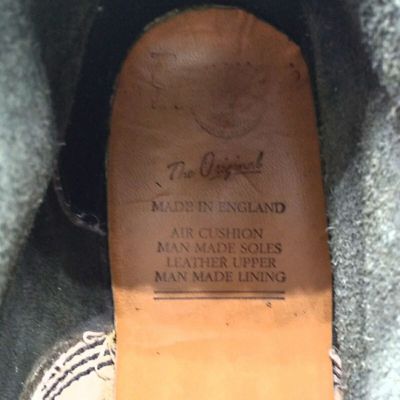 The Original
MADE IN ENGLAND
AIR CUSHION
MAN MADE SOLES
LEATHER UPPER
MAN MADE LINING